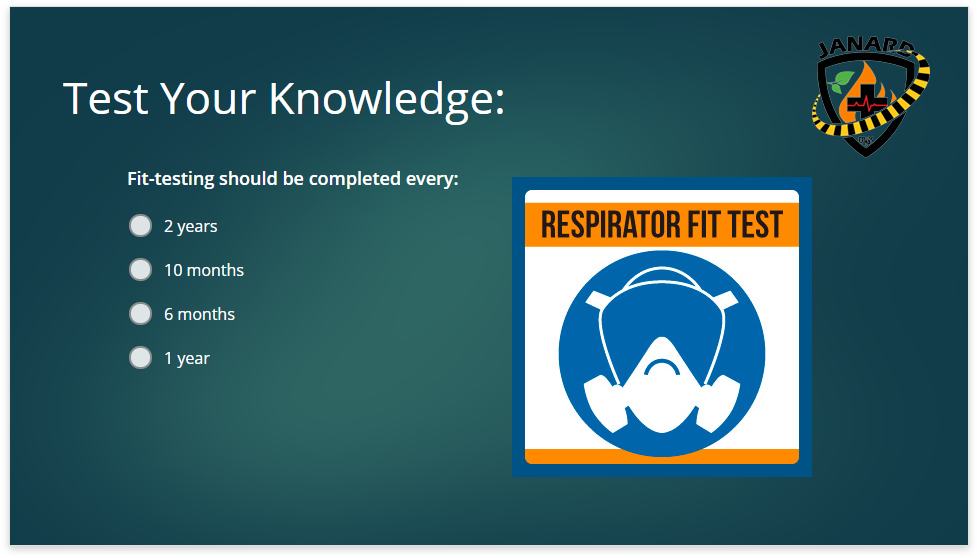 JANARD
Test Your Knowledge:
Fit-testing should be completed every:
2 years
10 months
6 months
1 year
RESPIRATOR FIT TEST